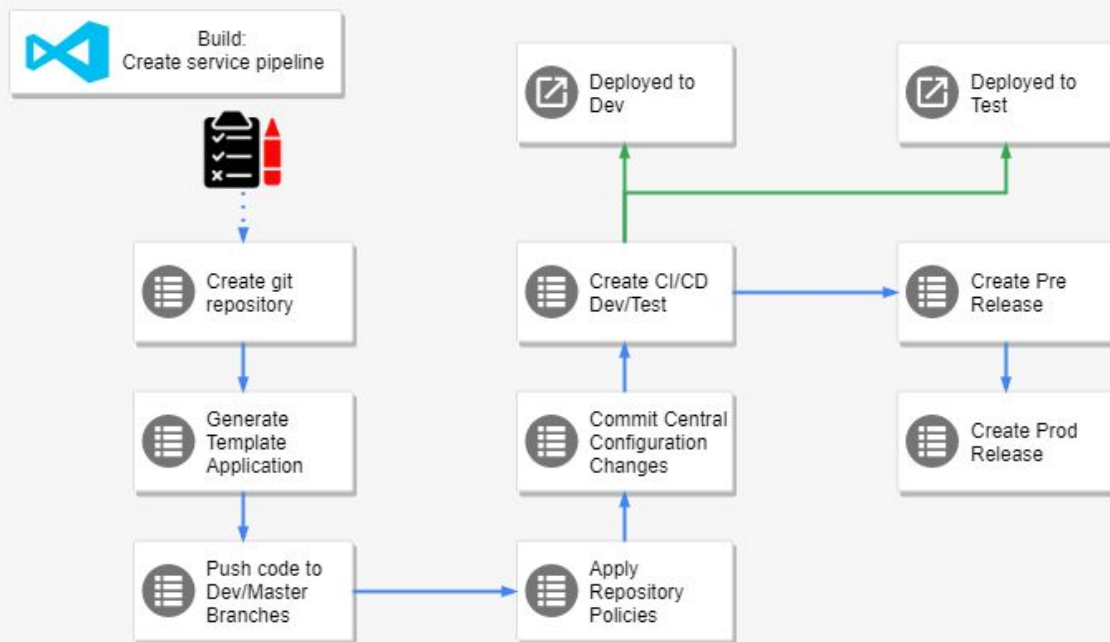 Build:
Create service pipeline
Deployed to
Dev
Deployed to
Test
Create git
repository
Create CI/CD
Dev/Test
Create Pre
Release
Generate
Template
Application
Commit Central
Configuration
Changes
Create Prod
Release
Push code to
Dev/Master
Branches
Apply
Repository
Policies